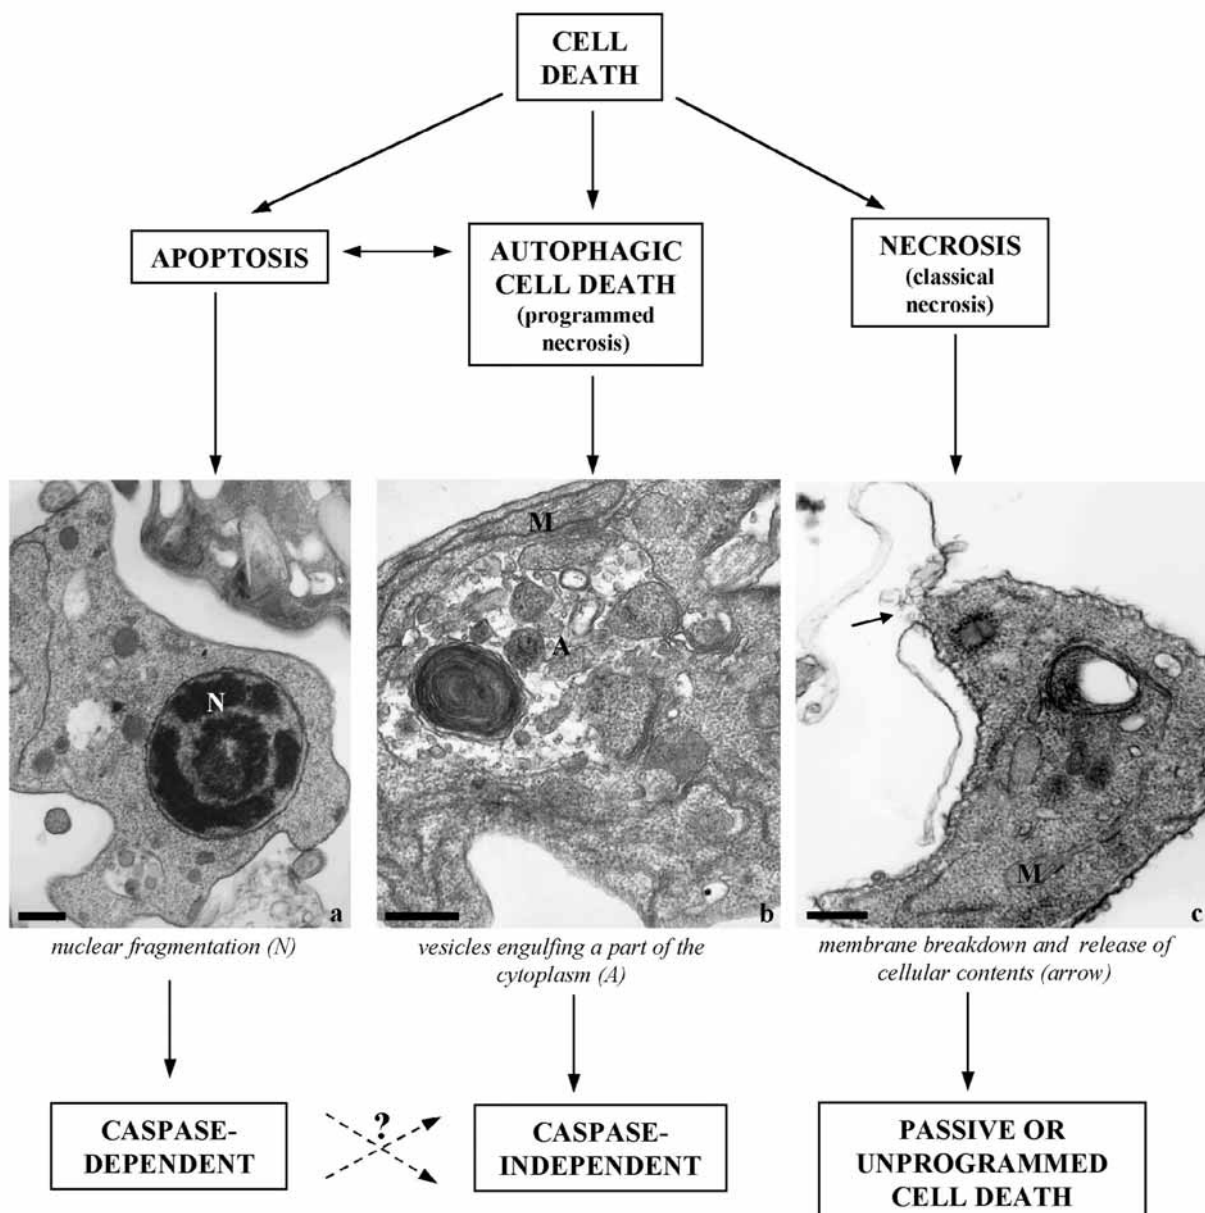 CELL
DEATH
APOPTOSIS
AUTOPHAGIC
CELL DEATH
(programmed
necrosis)
NECROSIS
(classical
necrosis)
N
a
M
A
b
M
c
nuclear fragmentation (N)
vesicles engulfing a part of the
cytoplasm (A)
membrane breakdown and release of
cellular contents (arrow)
CASPASE-
DEPENDENT
?
CASPASE-
INDEPENDENT
PASSIVE OR
UNPROGRAMMED
CELL DEATH